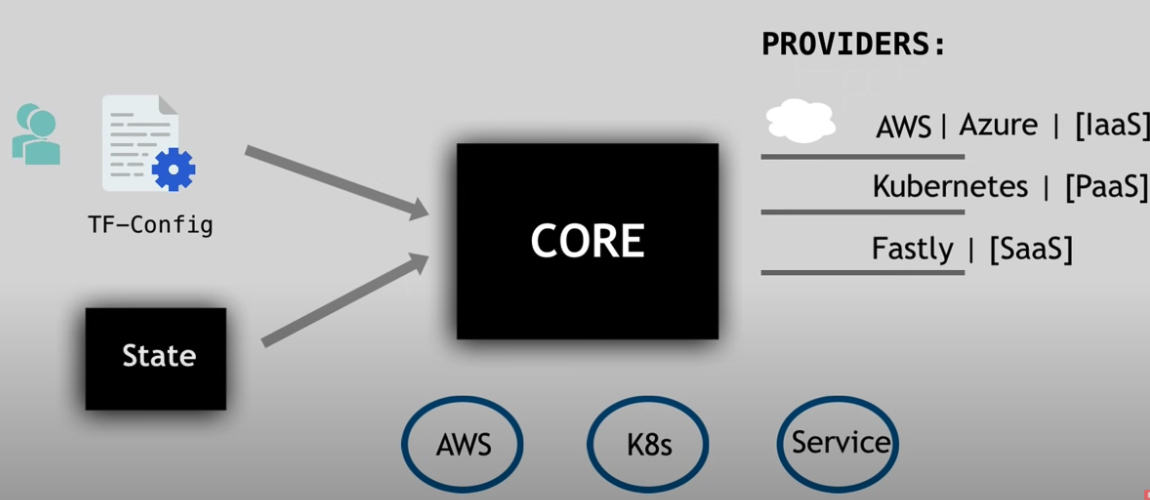 PROVIDERS:
AWS | Azure | [IaaS]
Kubernetes | [PaaS]
Fastly | [SaaS]
TF-Config
CORE
State
AWS
K8s
Service